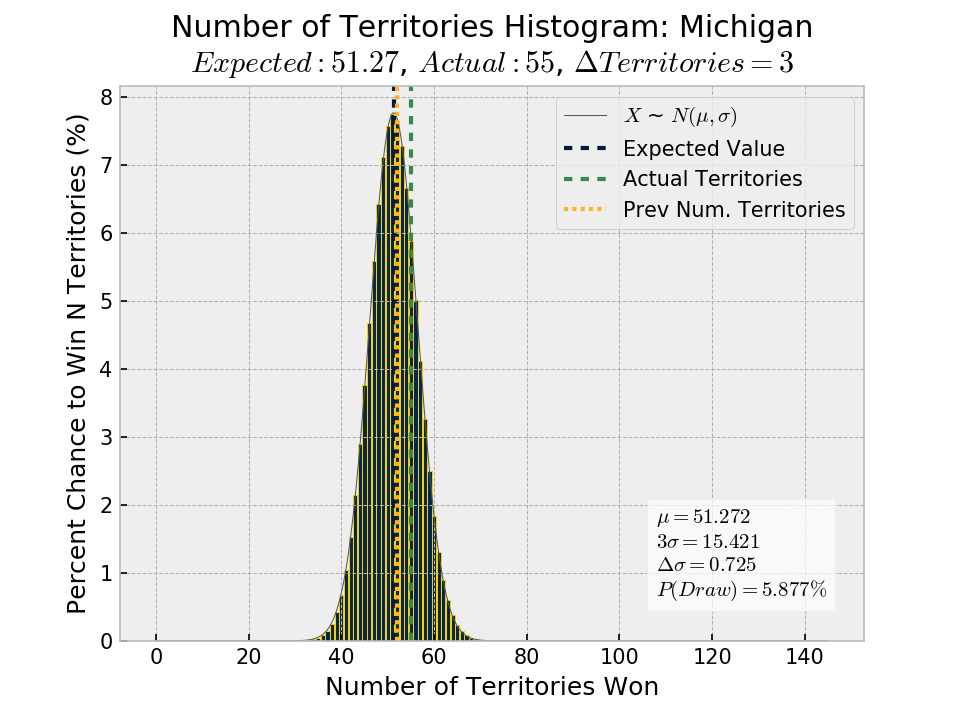 Number of Territories Histogram: Michigan
Expected : 51.27, Actual : 55, ΔTerritories = 3
Percent Chance to Win N Territories (%)
8
7
6
5
4
3
2
1
0
X ∼ N(μ, σ)
Expected Value
Actual Territories
Prev Num. Territories
μ = 51.272
3σ = 15.421
Δσ = 0.725
P(Draw) = 5.877%
0 20 40 60 80 100 120 140
Number of Territories Won